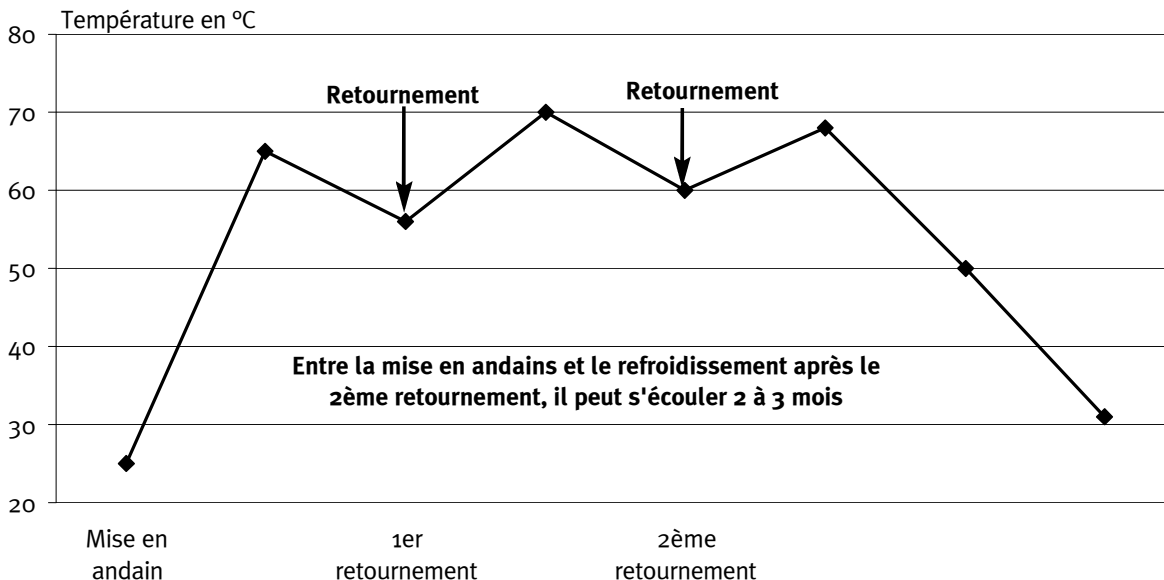 Température en °C
80
Retournement
Retournement
70
60
50
40
Entre la mise en andains et le refroidissement après le
2ème retournement, il peut s'écouler 2 à 3 mois
30
20
Mise en
andain
1er
retournement
2ème
retournement